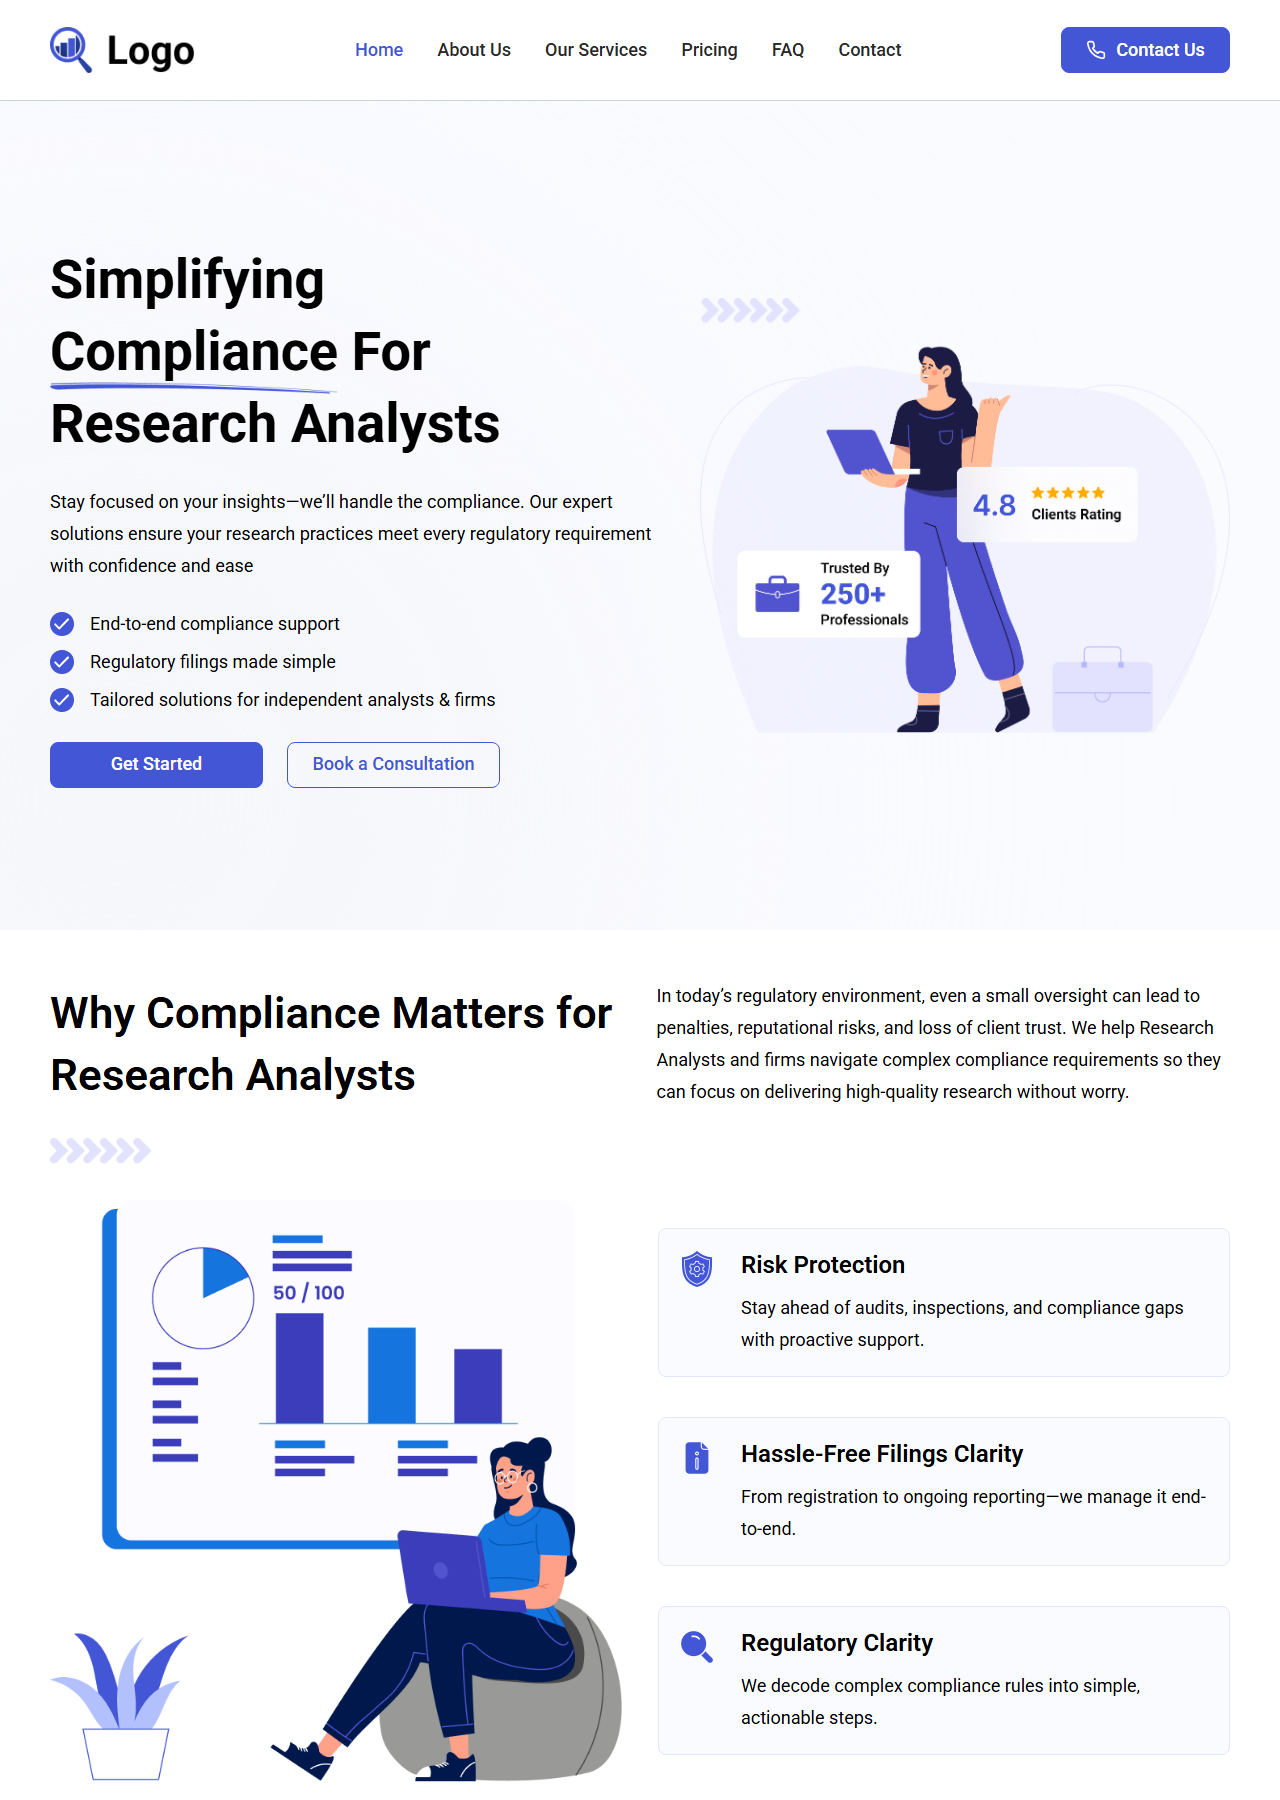 Logo
Home About Us Our Services Pricing FAQ Contact
Contact Us
Simplifying
Compliance For
Research Analysts
Stay focused on your insights—we’ll handle the compliance. Our expert
solutions ensure your research practices meet every regulatory requirement
with confidence and ease
End-to-end compliance support
Regulatory filings made simple
Tailored solutions for independent analysts & firms
Get Started
Book a Consultation
4.8
Clients Rating
Trusted By
250+
Professionals
Why Compliance Matters for
Research Analysts
In today’s regulatory environment, even a small oversight can lead to
penalties, reputational risks, and loss of client trust. We help Research
Analysts and firms navigate complex compliance requirements so they
can focus on delivering high-quality research without worry.
50 / 100
Risk Protection
Stay ahead of audits, inspections, and compliance gaps
with proactive support.
Hassle-Free Filings Clarity
From registration to ongoing reporting—we manage it end-
to-end.
Regulatory Clarity
We decode complex compliance rules into simple,
actionable steps.